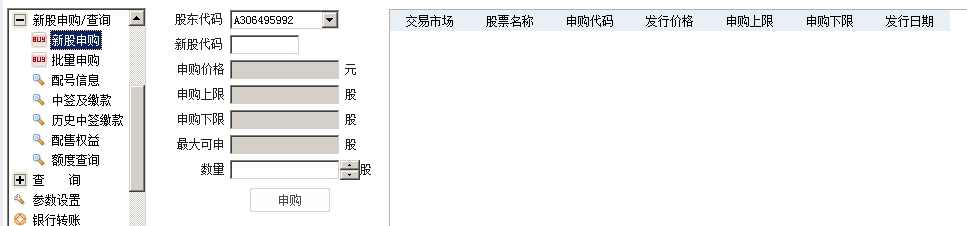 新股申购/查询
BUY 新股申购
BUY 批量申购
配号信息
中签及缴款
历史中签缴款
配售权益
额度查询
查 询
参数设置
银行转账
股东代码 A306495992
新股代码
申购价格 元
申购上限 股
申购下限 股
最大可申 股
数量 股
申购
交易市场 股票名称 申购代码 发行价格 申购上限 申购下限 发行日期